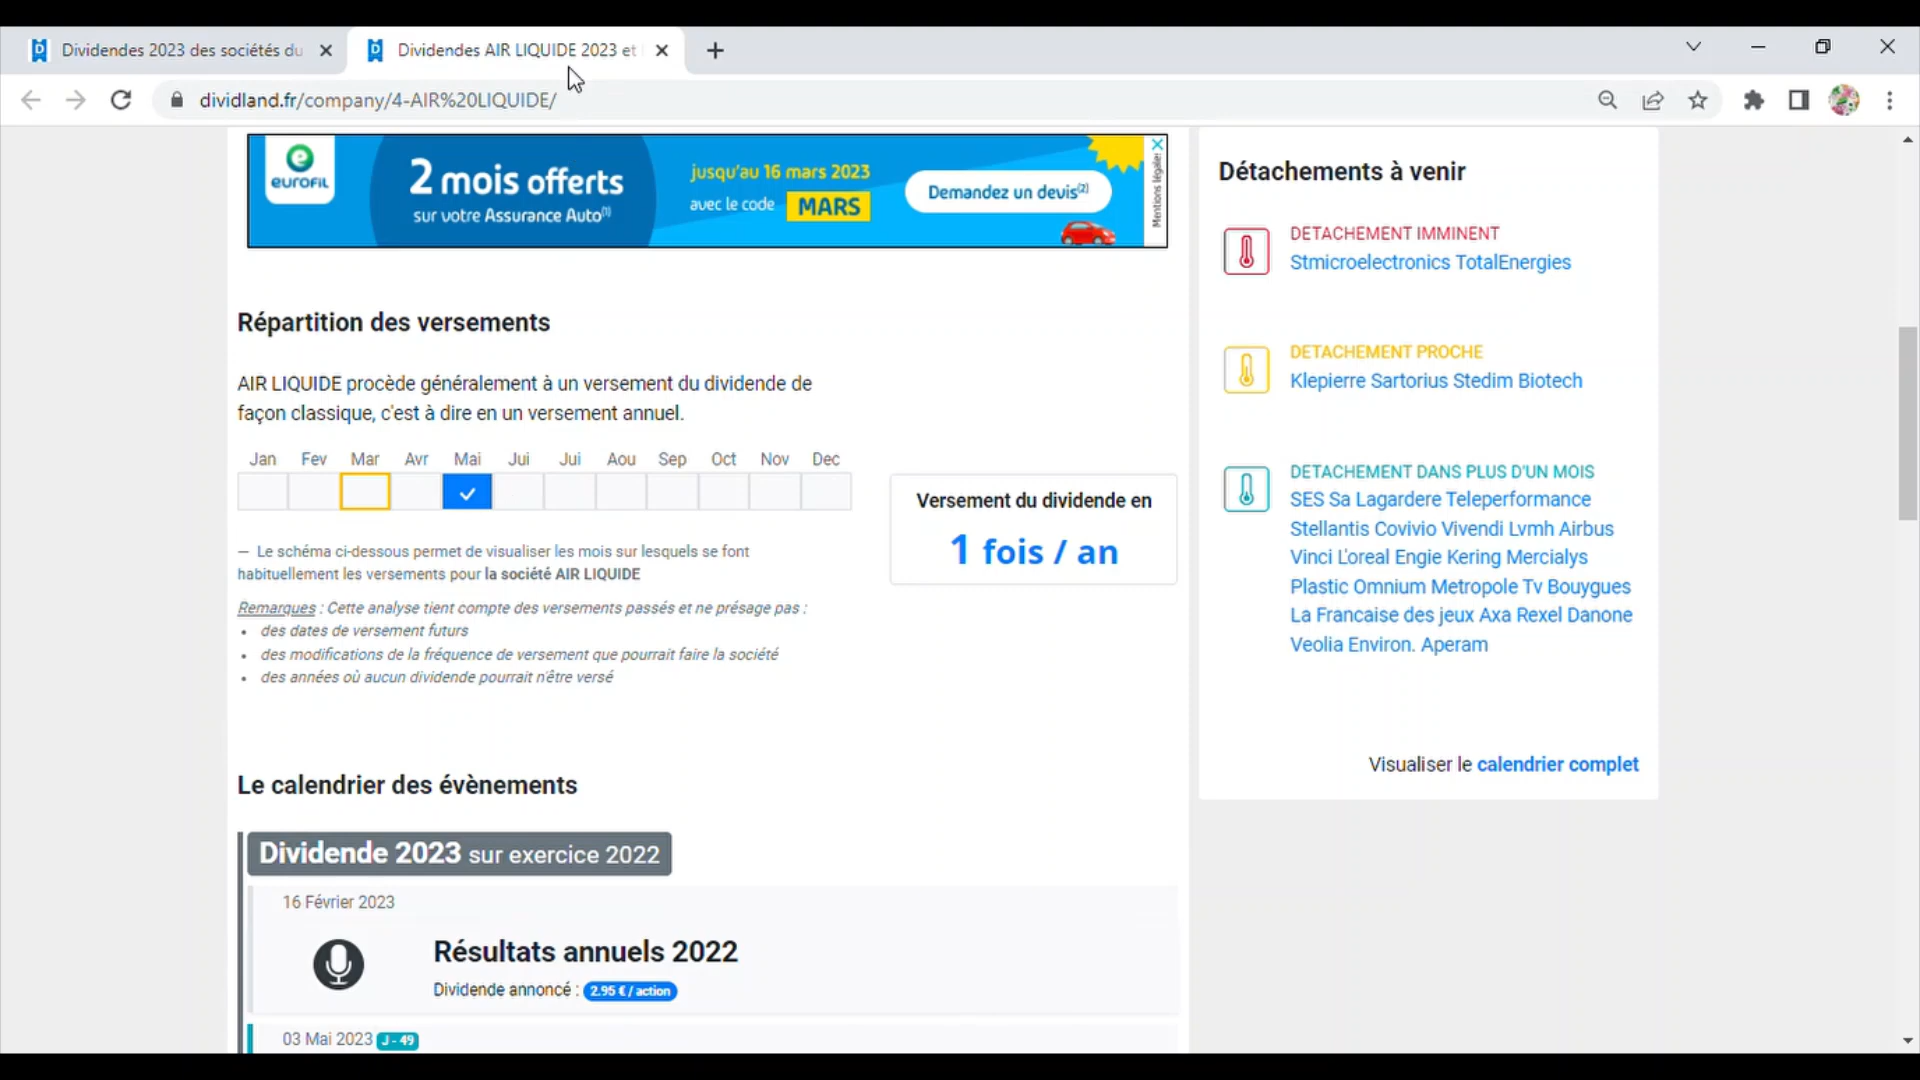 Dividendes 2023 des sociétés du
Dividendes AIR LIQUIDE 2023 et
dividland.fr/company/4-AIR%20LIQUIDE/
eurofil
2 mois offerts
sur votre Assurance Auto(1)
jusqu'au 16 mars 2023
avec le code MARS
Demandez un devis(2)
Mentions légales
Répartition des versements
AIR LIQUIDE procède généralement à un versement du dividende de
façon classique, c'est à dire en un versement annuel.
Jan Fev Mar Avr Mai Jui Jui Aou Sep Oct Nov Dec
Versement du dividende en
1 fois / an
— Le schéma ci-dessous permet de visualiser les mois sur lesquels se font
habituellement les versements pour la société AIR LIQUIDE
Remarques : Cette analyse tient compte des versements passés et ne présage pas :
• des dates de versement futurs
• des modifications de la fréquence de versement que pourrait faire la société
• des années où aucun dividende pourrait n'être versé
Le calendrier des évènements
Dividende 2023 sur exercice 2022
16 Février 2023
Résultats annuels 2022
Dividende annoncé : 2.95 € / action
03 Mai 2023 J - 49
Détachements à venir
DETACHEMENT IMMINENT
Stmicroelectronics TotalEnergies
DETACHEMENT PROCHE
Klepierre Sartorius Stedim Biotech
DETACHEMENT DANS PLUS D'UN MOIS
SES Sa Lagardere Teleperformance
Stellantis Covivio Vivendi Lvmh Airbus
Vinci L'oreal Engie Kering Mercialys
Plastic Omnium Metropole Tv Bouygues
La Francaise des jeux Axa Rexel Danone
Veolia Environ. Aperam
Visualiser le calendrier complet